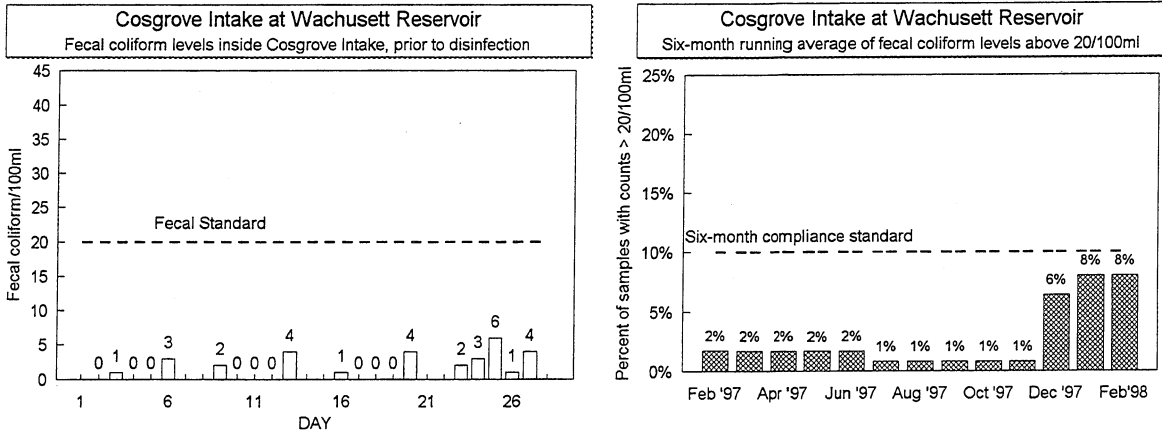 Cosgrove Intake at Wachusett Reservoir
Fecal coliform levels inside Cosgrove Intake, prior to disinfection
Fecal coliform/100ml
45
40
35
30
25
20
15
10
5
0
Fecal Standard
0 1 0 0 3 2 0 0 0 4 1 0 0 0 4 2 3 6 1 4
1 6 11 16 21 26
DAY
Cosgrove Intake at Wachusett Reservoir
Six-month running average of fecal coliform levels above 20/100ml
Percent of samples with counts > 20/100ml
25%
20%
15%
10%
5%
0%
Six-month compliance standard
2% 2% 2% 2% 2% 1% 1% 1% 1% 1% 6% 8% 8%
Feb '97 Apr '97 Jun '97 Aug '97 Oct '97 Dec '97 Feb'98